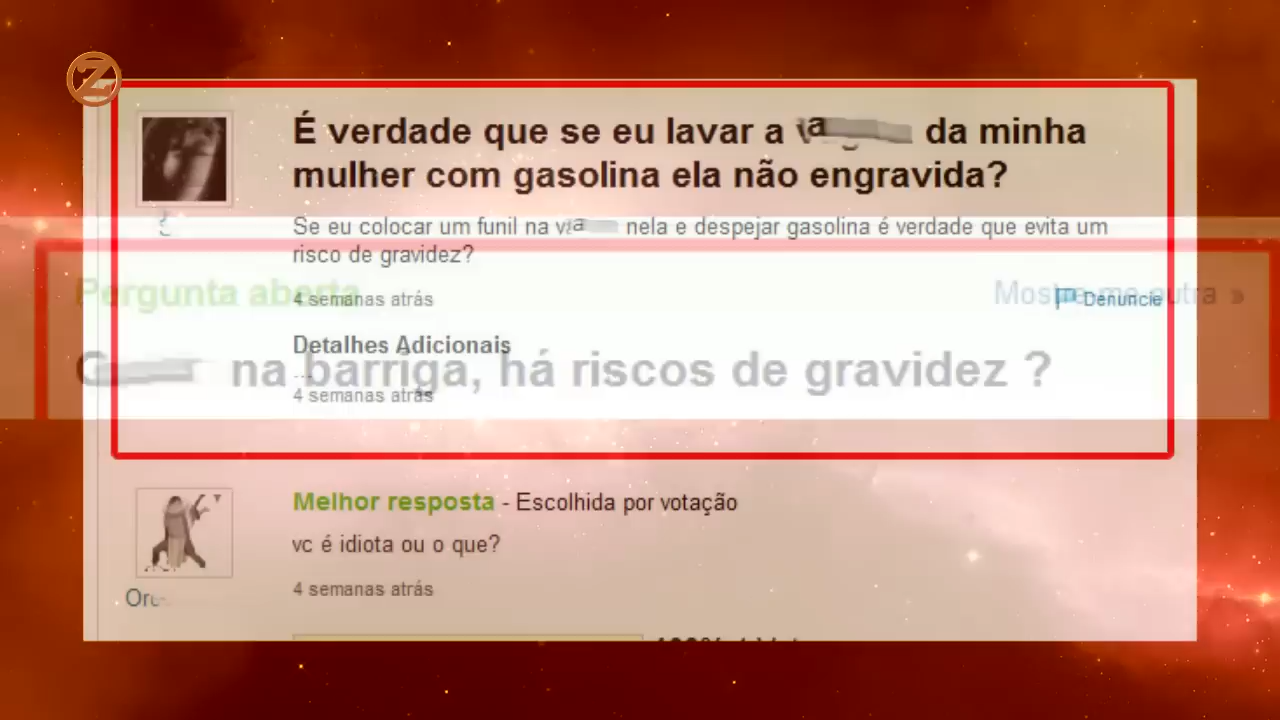 Z
É verdade que se eu lavar a da minha
mulher com gasolina ela não engravida?
Se eu colocar um funil na nela e despejar gasolina é verdade que evita um
risco de gravidez?
Pergunta aberta
4 semanas atrás
Mostre-me outra »
Denuncie
Detalhes Adicionais
...
na barriga, há riscos de gravidez ?
4 semanas atrás
Melhor resposta - Escolhida por votação
vc é idiota ou o que?
4 semanas atrás